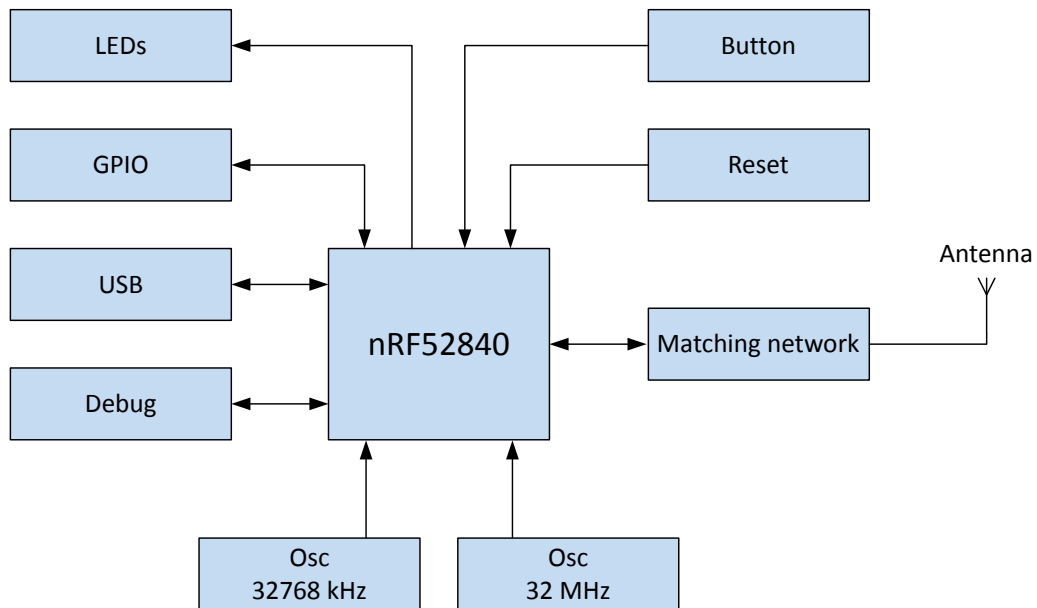 LEDs
Button
GPIO
Reset
USB
Antenna
nRF52840
Matching network
Debug
Osc
32768 kHz
Osc
32 MHz